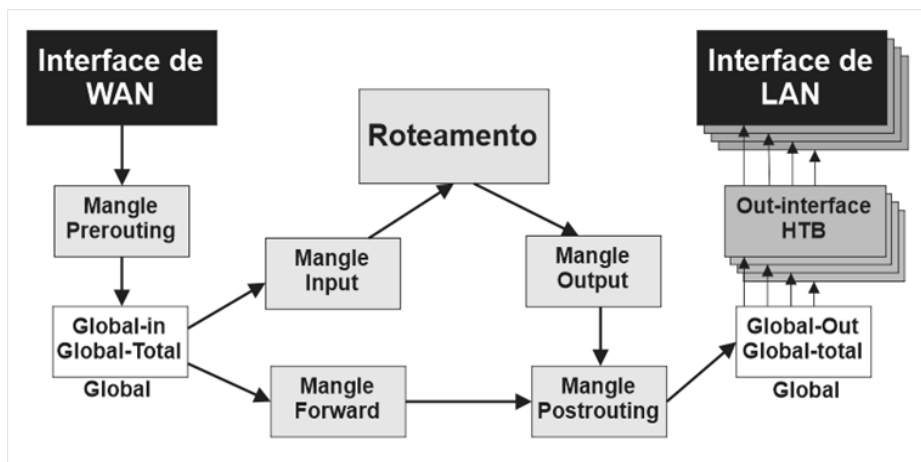 Interface de
WAN
Mangle
Prerouting
Global-in
Global-Total
Global
Mangle
Input
Mangle
Forward
Roteamento
Mangle
Output
Mangle
Postrouting
Interface de
LAN
Out-interface
HTB
Global-Out
Global-total
Global